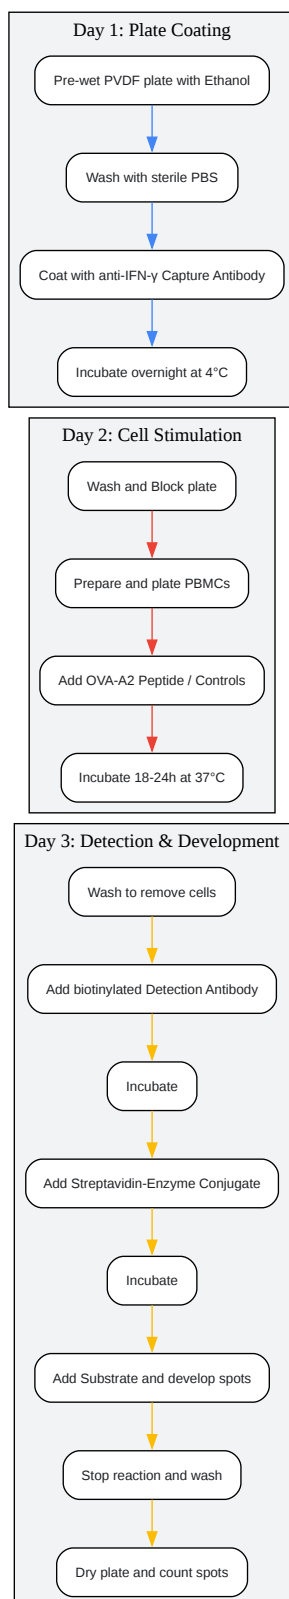 Day 1: Plate Coating
Pre-wet PVDF plate with Ethanol
Wash with sterile PBS
Coat with anti-IFN-γ Capture Antibody
Incubate overnight at 4°C
Day 2: Cell Stimulation
Wash and Block plate
Prepare and plate PBMCs
Add OVA-A2 Peptide / Controls
Incubate 18-24h at 37°C
Day 3: Detection & Development
Wash to remove cells
Add biotinylated Detection Antibody
Incubate
Add Streptavidin-Enzyme Conjugate
Incubate
Add Substrate and develop spots
Stop reaction and wash
Dry plate and count spots